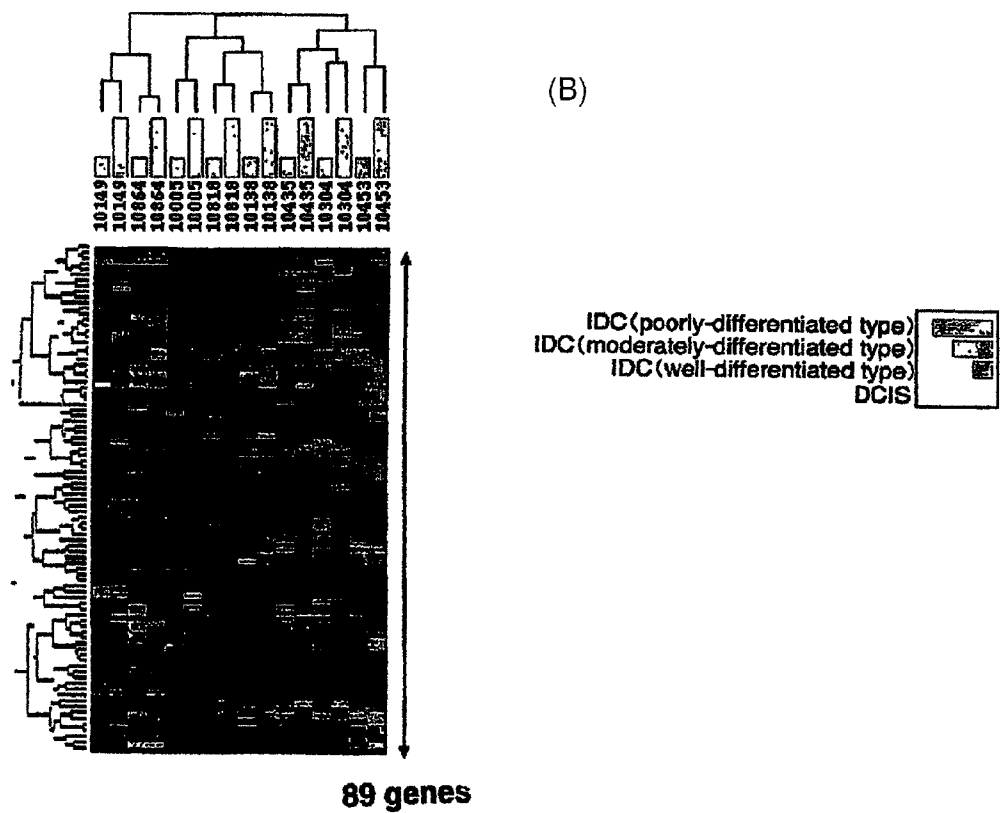 (B)
10149
10149
10864
10864
10005
10005
10818
10818
10138
10138
10435
10435
10304
10304
10453
10453
IDC(poorly-differentiated type)
IDC(moderately-differentiated type)
IDC(well-differentiated type)
DCIS
89 genes